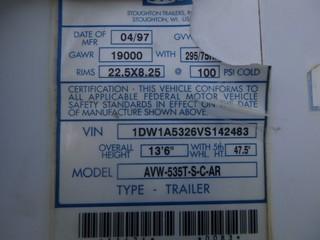 STOUGHTON TRAILERS,
STOUGHTON, WI. US
DATE OF MFR 04/97 GVW
GAWR 19000 WITH 295/75
RIMS 22.5X8.25 @ 100 PSI COLD
CERTIFICATION - THIS VEHICLE CONFORMS TO
ALL APPLICABLE FEDERAL MOTOR VEHICLE
SAFETY STANDARDS IN EFFECT ON THE DATE
OF MANUFACTURE SHOWN ABOVE.
VIN 1DW1A5326VS142483
OVERALL HEIGHT 13'6" WITH 5th WHL. HT. 47.5"
MODEL AVW-535T-S-C-AR
TYPE - TRAILER